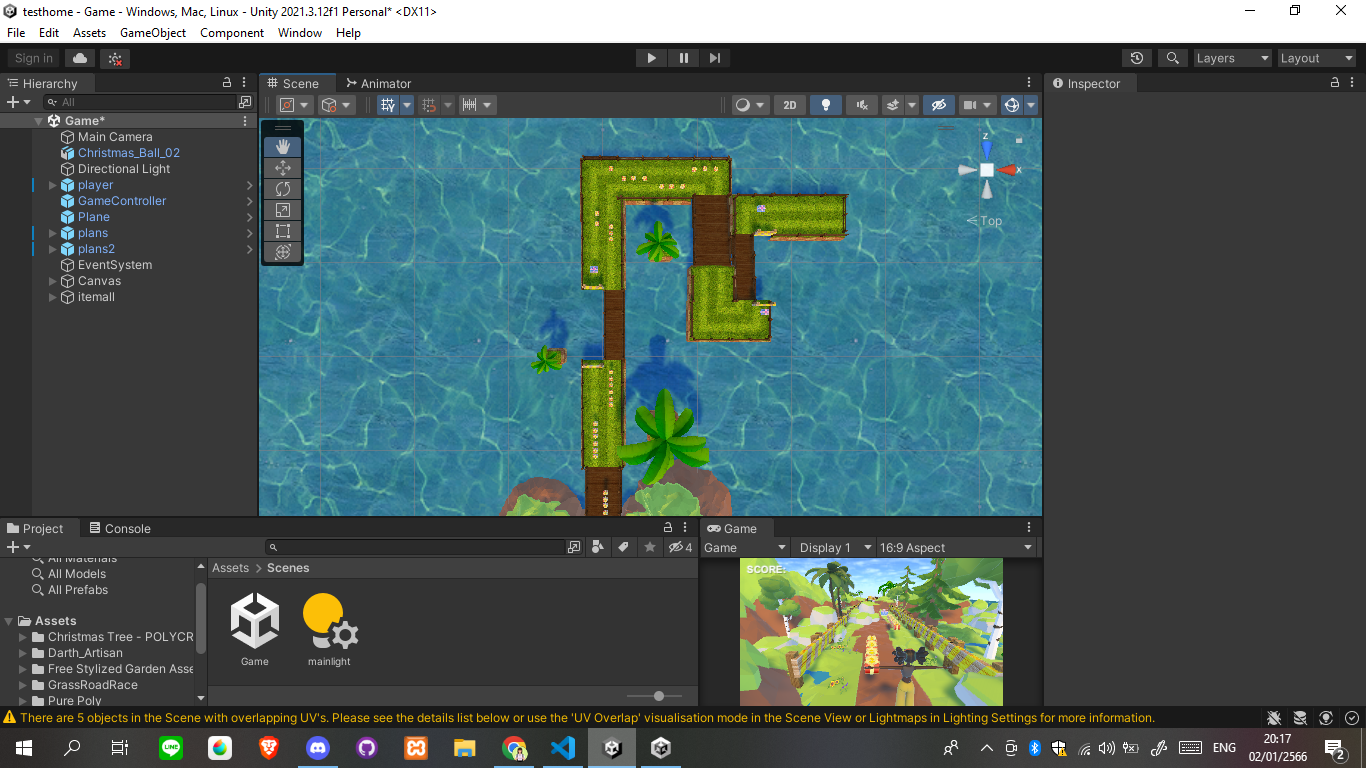 testhome - Game - Windows, Mac, Linux - Unity 2021.3.12f1 Personal* <DX11>
File Edit Assets GameObject Component Window Help
Sign in
Layers
Layout
Hierarchy
All
Game*
Main Camera
Christmas_Ball_02
Directional Light
player
GameController
Plane
plans
plans2
EventSystem
Canvas
itemall
Scene
Animator
2D
z
x
Top
Inspector
Project
Console
4
All Materials
All Models
All Prefabs
Assets
Christmas Tree - POLYCR
Darth_Artisan
Free Stylized Garden Asse
GrassRoadRace
Pure Poly
Assets > Scenes
Game
mainlight
Game
Game
Display 1
16:9 Aspect
SCORE:
There are 5 objects in the Scene with overlapping UV's. Please see the details list below or use the 'UV Overlap' visualisation mode in the Scene View or Lightmaps in Lighting Settings for more information.
LINE
ENG
20:17
02/01/2566
2